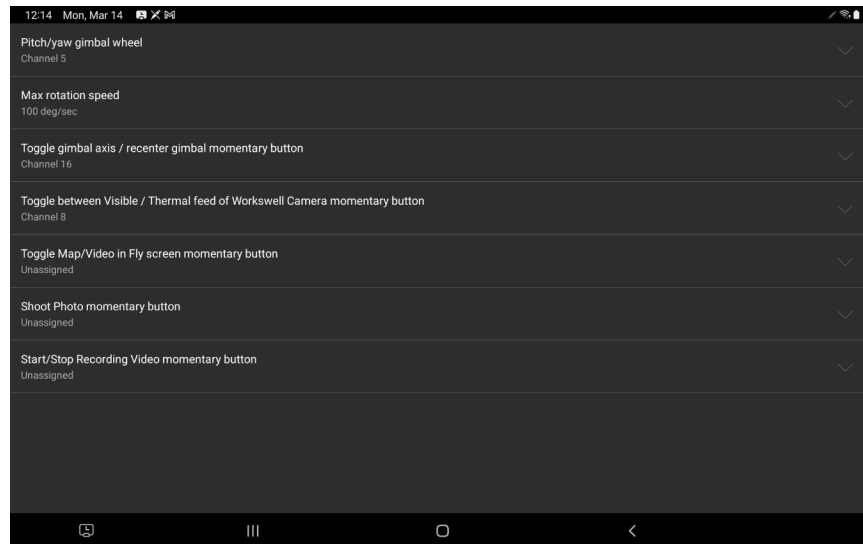 12:14 Mon, Mar 14
Pitch/yaw gimbal wheel
Channel 5
Max rotation speed
100 deg/sec
Toggle gimbal axis / recenter gimbal momentary button
Channel 16
Toggle between Visible / Thermal feed of Workswell Camera momentary button
Channel 8
Toggle Map/Video in Fly screen momentary button
Unassigned
Shoot Photo momentary button
Unassigned
Start/Stop Recording Video momentary button
Unassigned